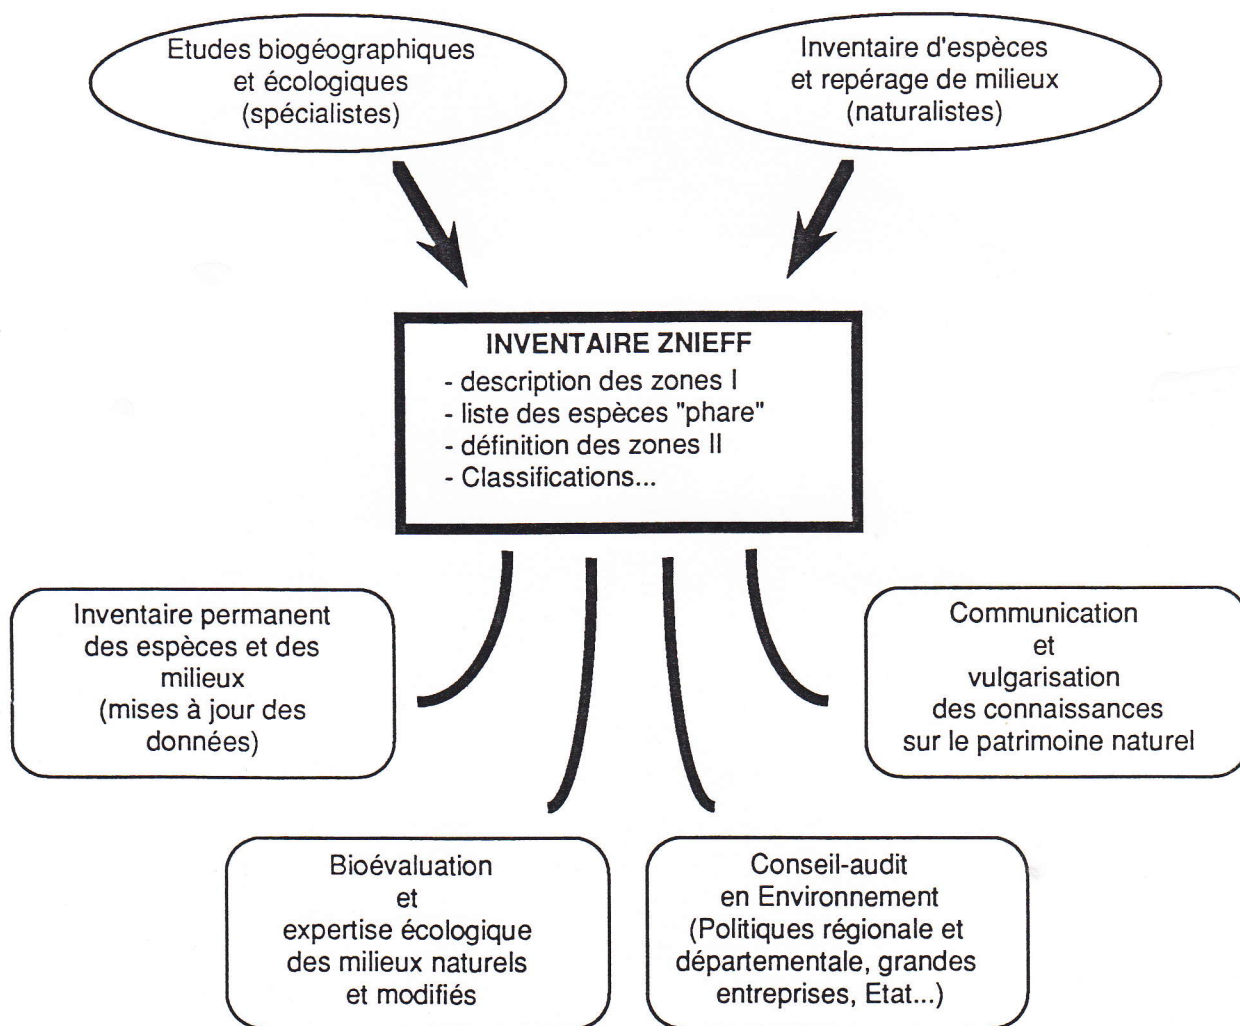 Etudes biogéographiques
et écologiques
(spécialistes)
Inventaire d'espèces
et repérage de milieux
(naturalistes)
INVENTAIRE ZNIEFF
- description des zones I
- liste des espèces "phare"
- définition des zones II
- Classifications...
Inventaire permanent
des espèces et des
milieux
(mises à jour des
données)
Communication
et
vulgarisation
des connaissances
sur le patrimoine naturel
Bioévaluation
et
expertise écologique
des milieux naturels
et modifiés
Conseil-audit
en Environnement
(Politiques régionale et
départementale, grandes
entreprises, Etat...)